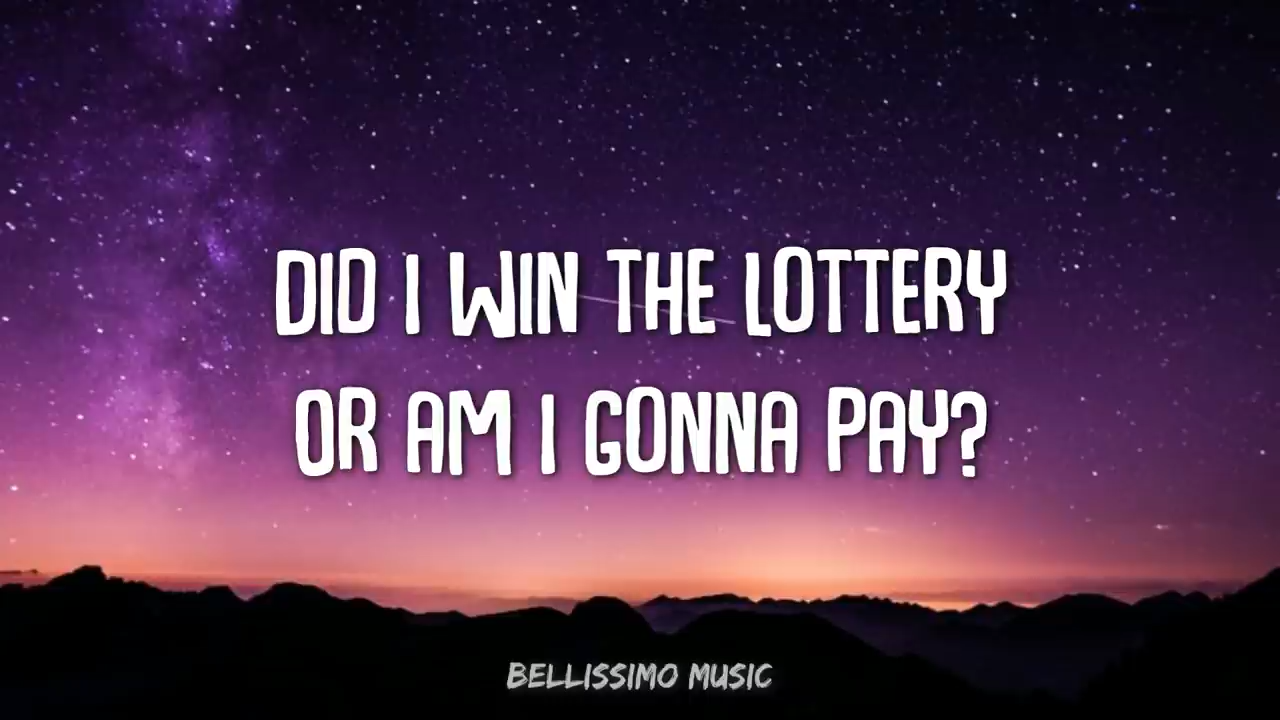 DID I WIN THE LOTTERY
OR AM I GONNA PAY?
BELLISSIMO MUSIC